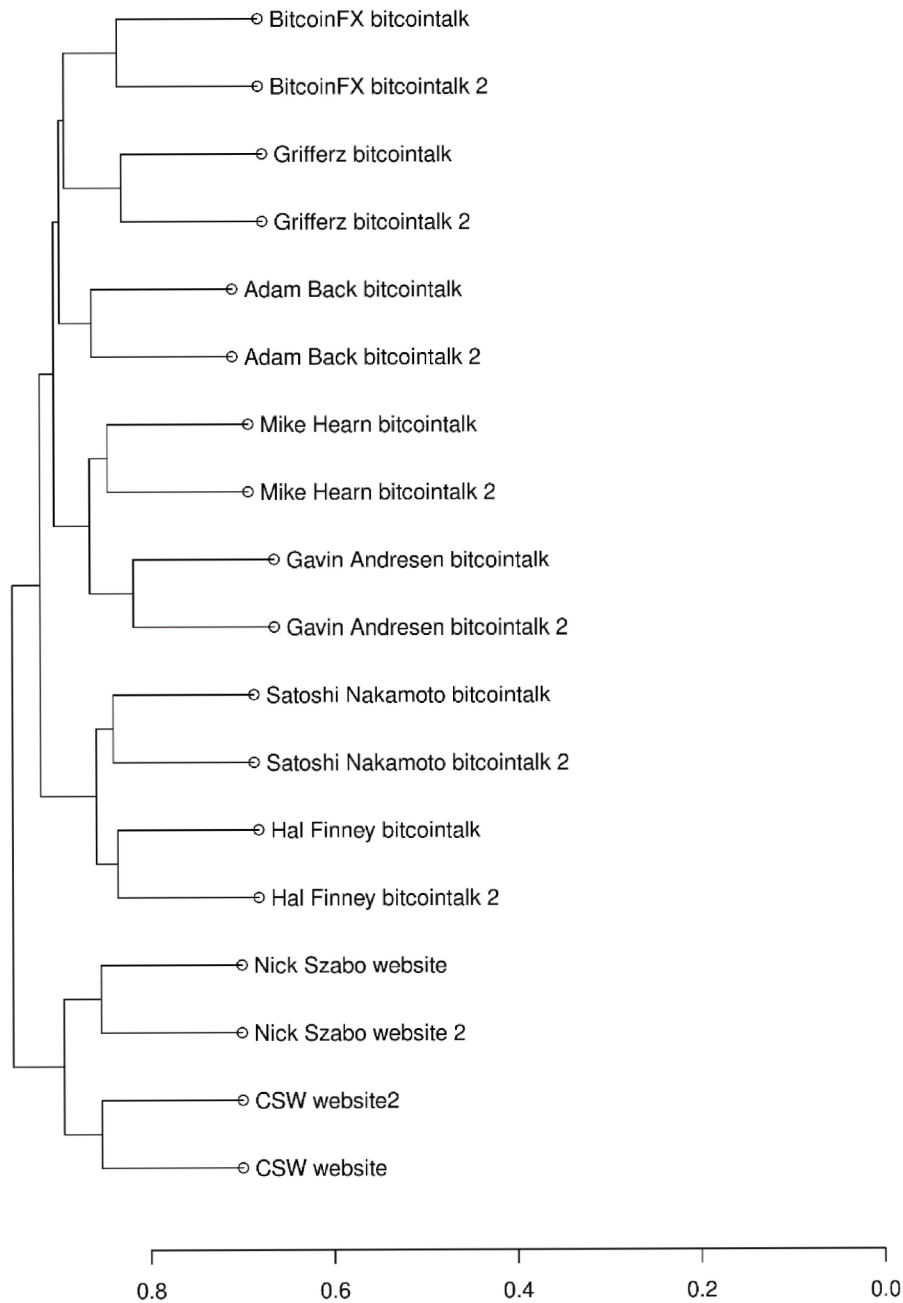 BitcoinFX bitcointalk
BitcoinFX bitcointalk 2
Grifferz bitcointalk
Grifferz bitcointalk 2
Adam Back bitcointalk
Adam Back bitcointalk 2
Mike Hearn bitcointalk
Mike Hearn bitcointalk 2
Gavin Andresen bitcointalk
Gavin Andresen bitcointalk 2
Satoshi Nakamoto bitcointalk
Satoshi Nakamoto bitcointalk 2
Hal Finney bitcointalk
Hal Finney bitcointalk 2
Nick Szabo website
Nick Szabo website 2
CSW website2
CSW website
0.8 0.6 0.4 0.2 0.0